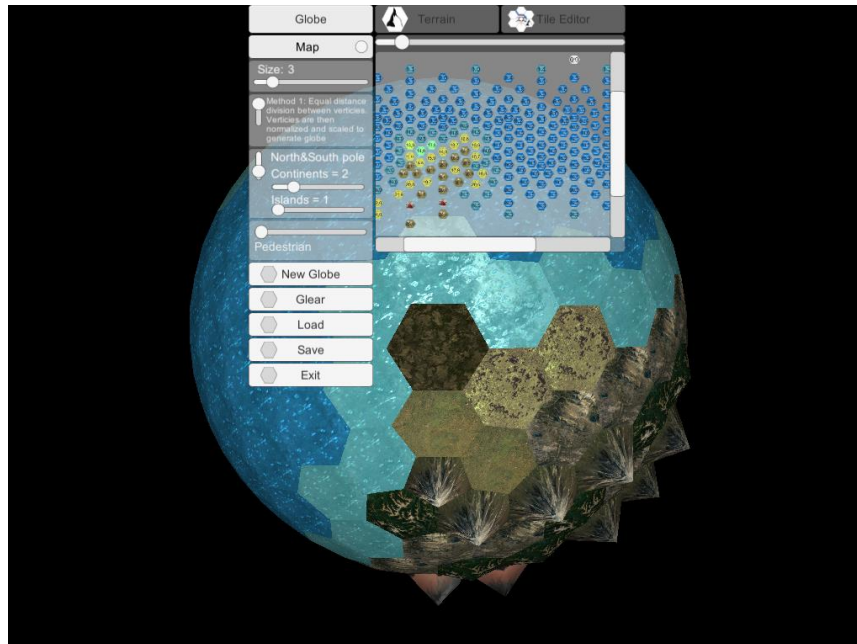 Globe
Terrain
Tile Editor
Map
Size: 3
Method 1: Equal distance
division between verticies.
Verticies are then
normalized and scaled to
generate globe
North&South pole
Continents = 2
Islands = 1
Pedestrian
New Globe
Glear
Load
Save
Exit